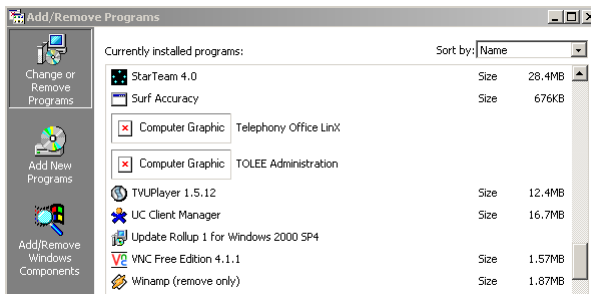 Add/Remove Programs
Change or
Remove
Programs
Add New
Programs
Add/Remove
Windows
Components
Currently installed programs:
Sort by: Name
StarTeam 4.0 Size 28.4MB
Surf Accuracy Size 676KB
Computer Graphic Telephony Office LinX
Computer Graphic TOLEE Administration
TVUPlayer 1.5.12 Size 12.4MB
UC Client Manager Size 16.7MB
Update Rollup 1 for Windows 2000 SP4
VNC Free Edition 4.1.1 Size 1.57MB
Winamp (remove only) Size 1.87MB